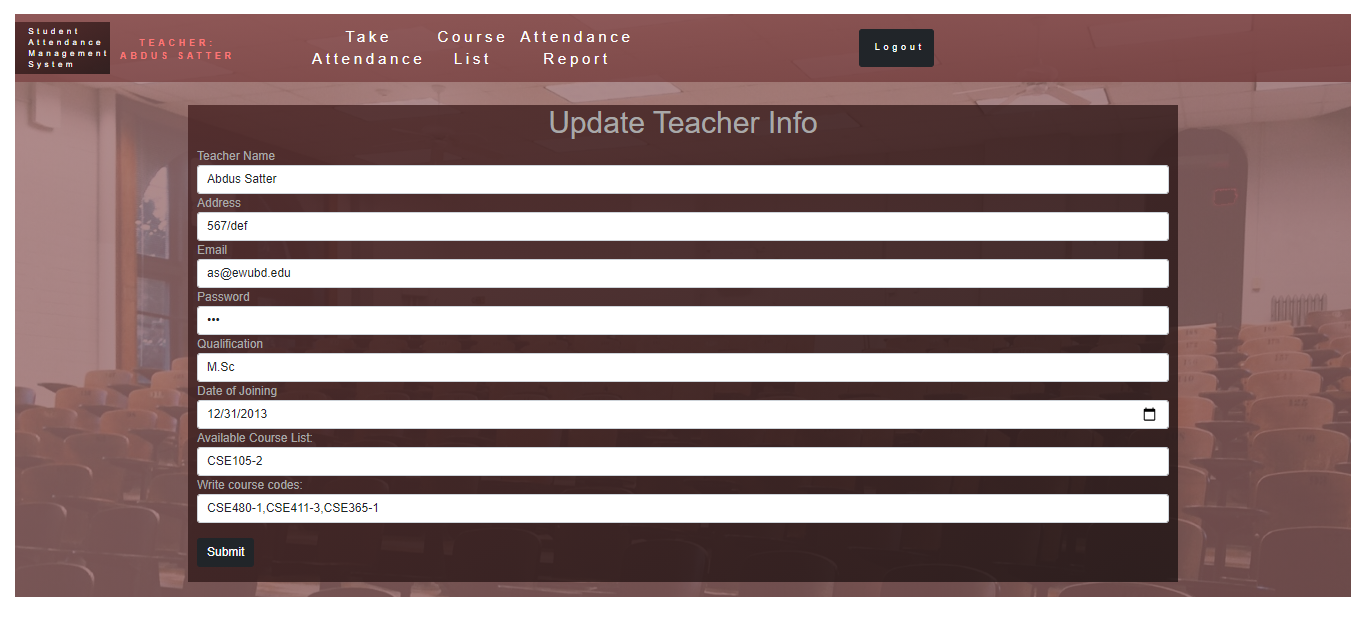 Student
Attendance
Management
System
TEACHER:
ABDUS SATTER
Take
Attendance
Course
List
Attendance
Report
Logout
Update Teacher Info
Teacher Name
Abdus Satter
Address
567/def
Email
as@ewubd.edu
Password
•••
Qualification
M.Sc
Date of Joining
12/31/2013
Available Course List:
CSE105-2
Write course codes:
CSE480-1,CSE411-3,CSE365-1
Submit